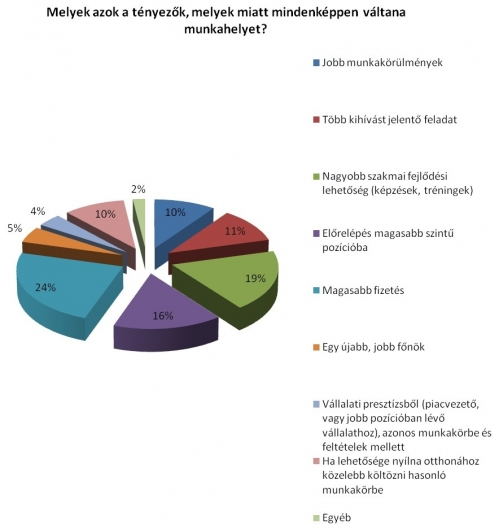 Melyek azok a tényezők, melyek miatt mindenképpen váltana
munkahelyet?
Jobb munkakörülmények
Több kihívást jelentő feladat
Nagyobb szakmai fejlődési
lehetőség (képzések, tréningek)
Előrelépés magasabb szintű
pozícióba
Magasabb fizetés
Egy újabb, jobb főnök
Vállalati presztízsből (piacvezető,
vagy jobb pozícióban lévő
vállalathoz), azonos munkakörbe és
feltételek mellett
Ha lehetősége nyílna otthonához
közelebb költözni hasonló
munkakörbe
Egyéb
10%
11%
19%
16%
24%
5%
4%
10%
2%